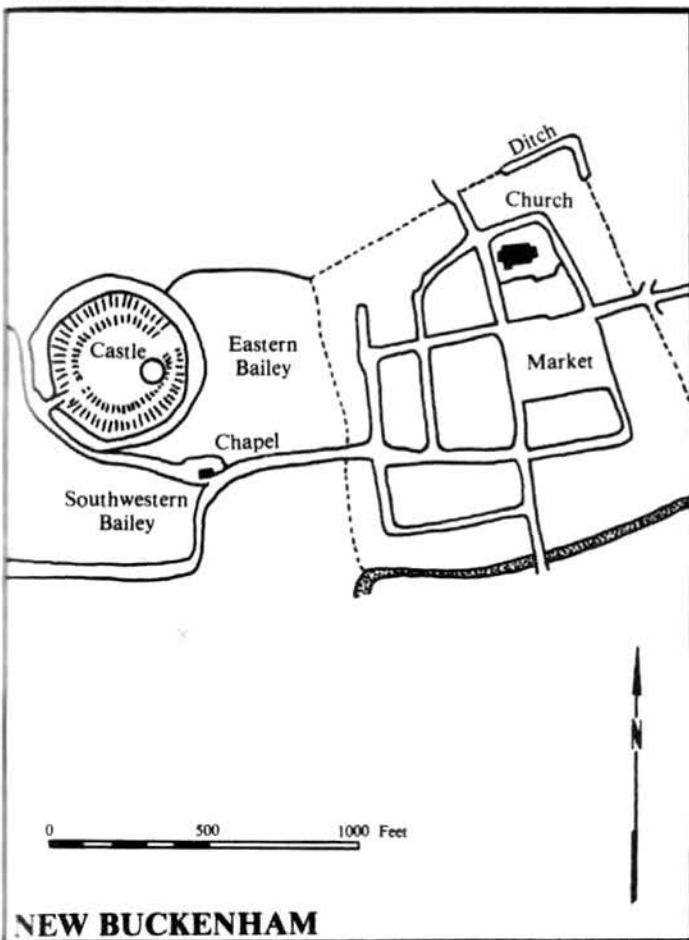 Ditch
Church
Castle
Eastern
Bailey
Market
Chapel
Southwestern
Bailey
N
0 500 1000 Feet
NEW BUCKENHAM